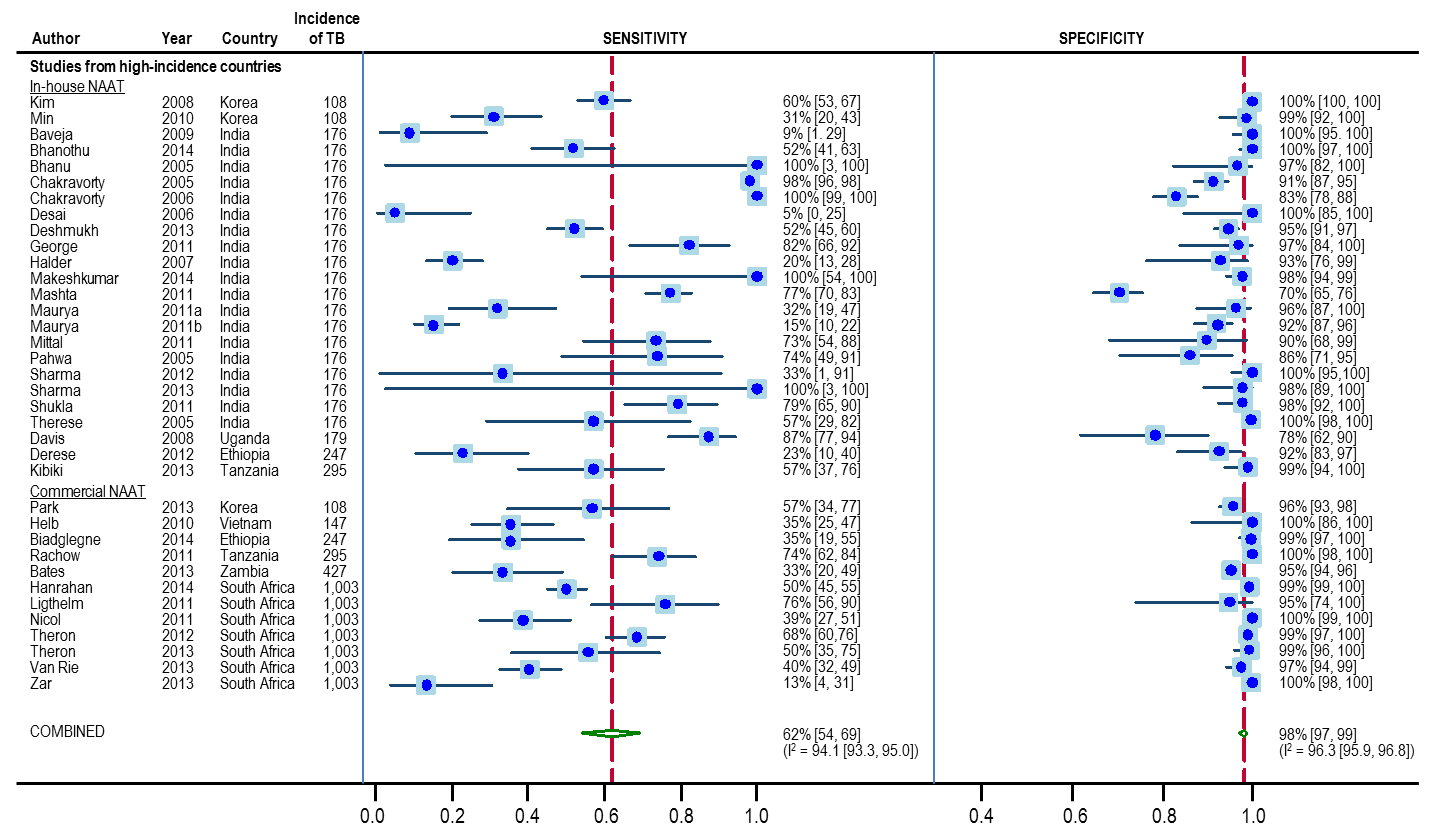 Incidence
Author Year Country of TB SENSITIVITY SPECIFICITY
Studies from high-incidence countries
In-house NAAT
Kim 2008 Korea 108 60% [53, 67] 100% [100, 100]
Min 2010 Korea 108 31% [20, 43] 99% [92, 100]
Baveja 2009 India 176 9% [1. 29] 100% [95. 100]
Bhanothu 2014 India 176 52% [41, 63] 100% [97, 100]
Bhanu 2005 India 176 100% [3, 100] 97% [82, 100]
Chakravorty 2005 India 176 98% [96, 98] 91% [87, 95]
Chakravorty 2006 India 176 100% [99, 100] 83% [78, 88]
Desai 2006 India 176 5% [0, 25] 100% [85, 100]
Deshmukh 2013 India 176 52% [45, 60] 95% [91, 97]
George 2011 India 176 82% [66, 92] 97% [84, 100]
Halder 2007 India 176 20% [13, 28] 93% [76, 99]
Makeshkumar 2014 India 176 100% [54, 100] 98% [94, 99]
Mashta 2011 India 176 77% [70, 83] 70% [65, 76]
Maurya 2011a India 176 32% [19, 47] 96% [87, 100]
Maurya 2011b India 176 15% [10, 22] 92% [87, 96]
Mittal 2011 India 176 73% [54, 88] 90% [68, 99]
Pahwa 2005 India 176 74% [49, 91] 86% [71, 95]
Sharma 2012 India 176 33% [1, 91] 100% [95,100]
Sharma 2013 India 176 100% [3, 100] 98% [89, 100]
Shukla 2011 India 176 79% [65, 90] 98% [92, 100]
Therese 2005 India 176 57% [29, 82] 100% [98, 100]
Davis 2008 Uganda 179 87% [77, 94] 78% [62, 90]
Derese 2012 Ethiopia 247 23% [10, 40] 92% [83, 97]
Kibiki 2013 Tanzania 295 57% [37, 76] 99% [94, 100]
Commercial NAAT
Park 2013 Korea 108 57% [34, 77] 96% [93, 98]
Helb 2010 Vietnam 147 35% [25, 47] 100% [86, 100]
Biadglegne 2014 Ethiopia 247 35% [19, 55] 99% [97, 100]
Rachow 2011 Tanzania 295 74% [62, 84] 100% [98, 100]
Bates 2013 Zambia 427 33% [20, 49] 95% [94, 96]
Hanrahan 2014 South Africa 1,003 50% [45, 55] 99% [99, 100]
Ligthelm 2011 South Africa 1,003 76% [56, 90] 95% [74, 100]
Nicol 2011 South Africa 1,003 39% [27, 51] 100% [99, 100]
Theron 2012 South Africa 1,003 68% [60,76] 99% [97, 100]
Theron 2013 South Africa 1,003 50% [35, 75] 99% [96, 100]
Van Rie 2013 South Africa 1,003 40% [32, 49] 97% [94, 99]
Zar 2013 South Africa 1,003 13% [4, 31] 100% [98, 100]
COMBINED 62% [54, 69] 98% [97, 99]
(I² = 94.1 [93.3, 95.0]) (I² = 96.3 [95.9, 96.8])
0.0 0.2 0.4 0.6 0.8 1.0 0.4 0.6 0.8 1.0